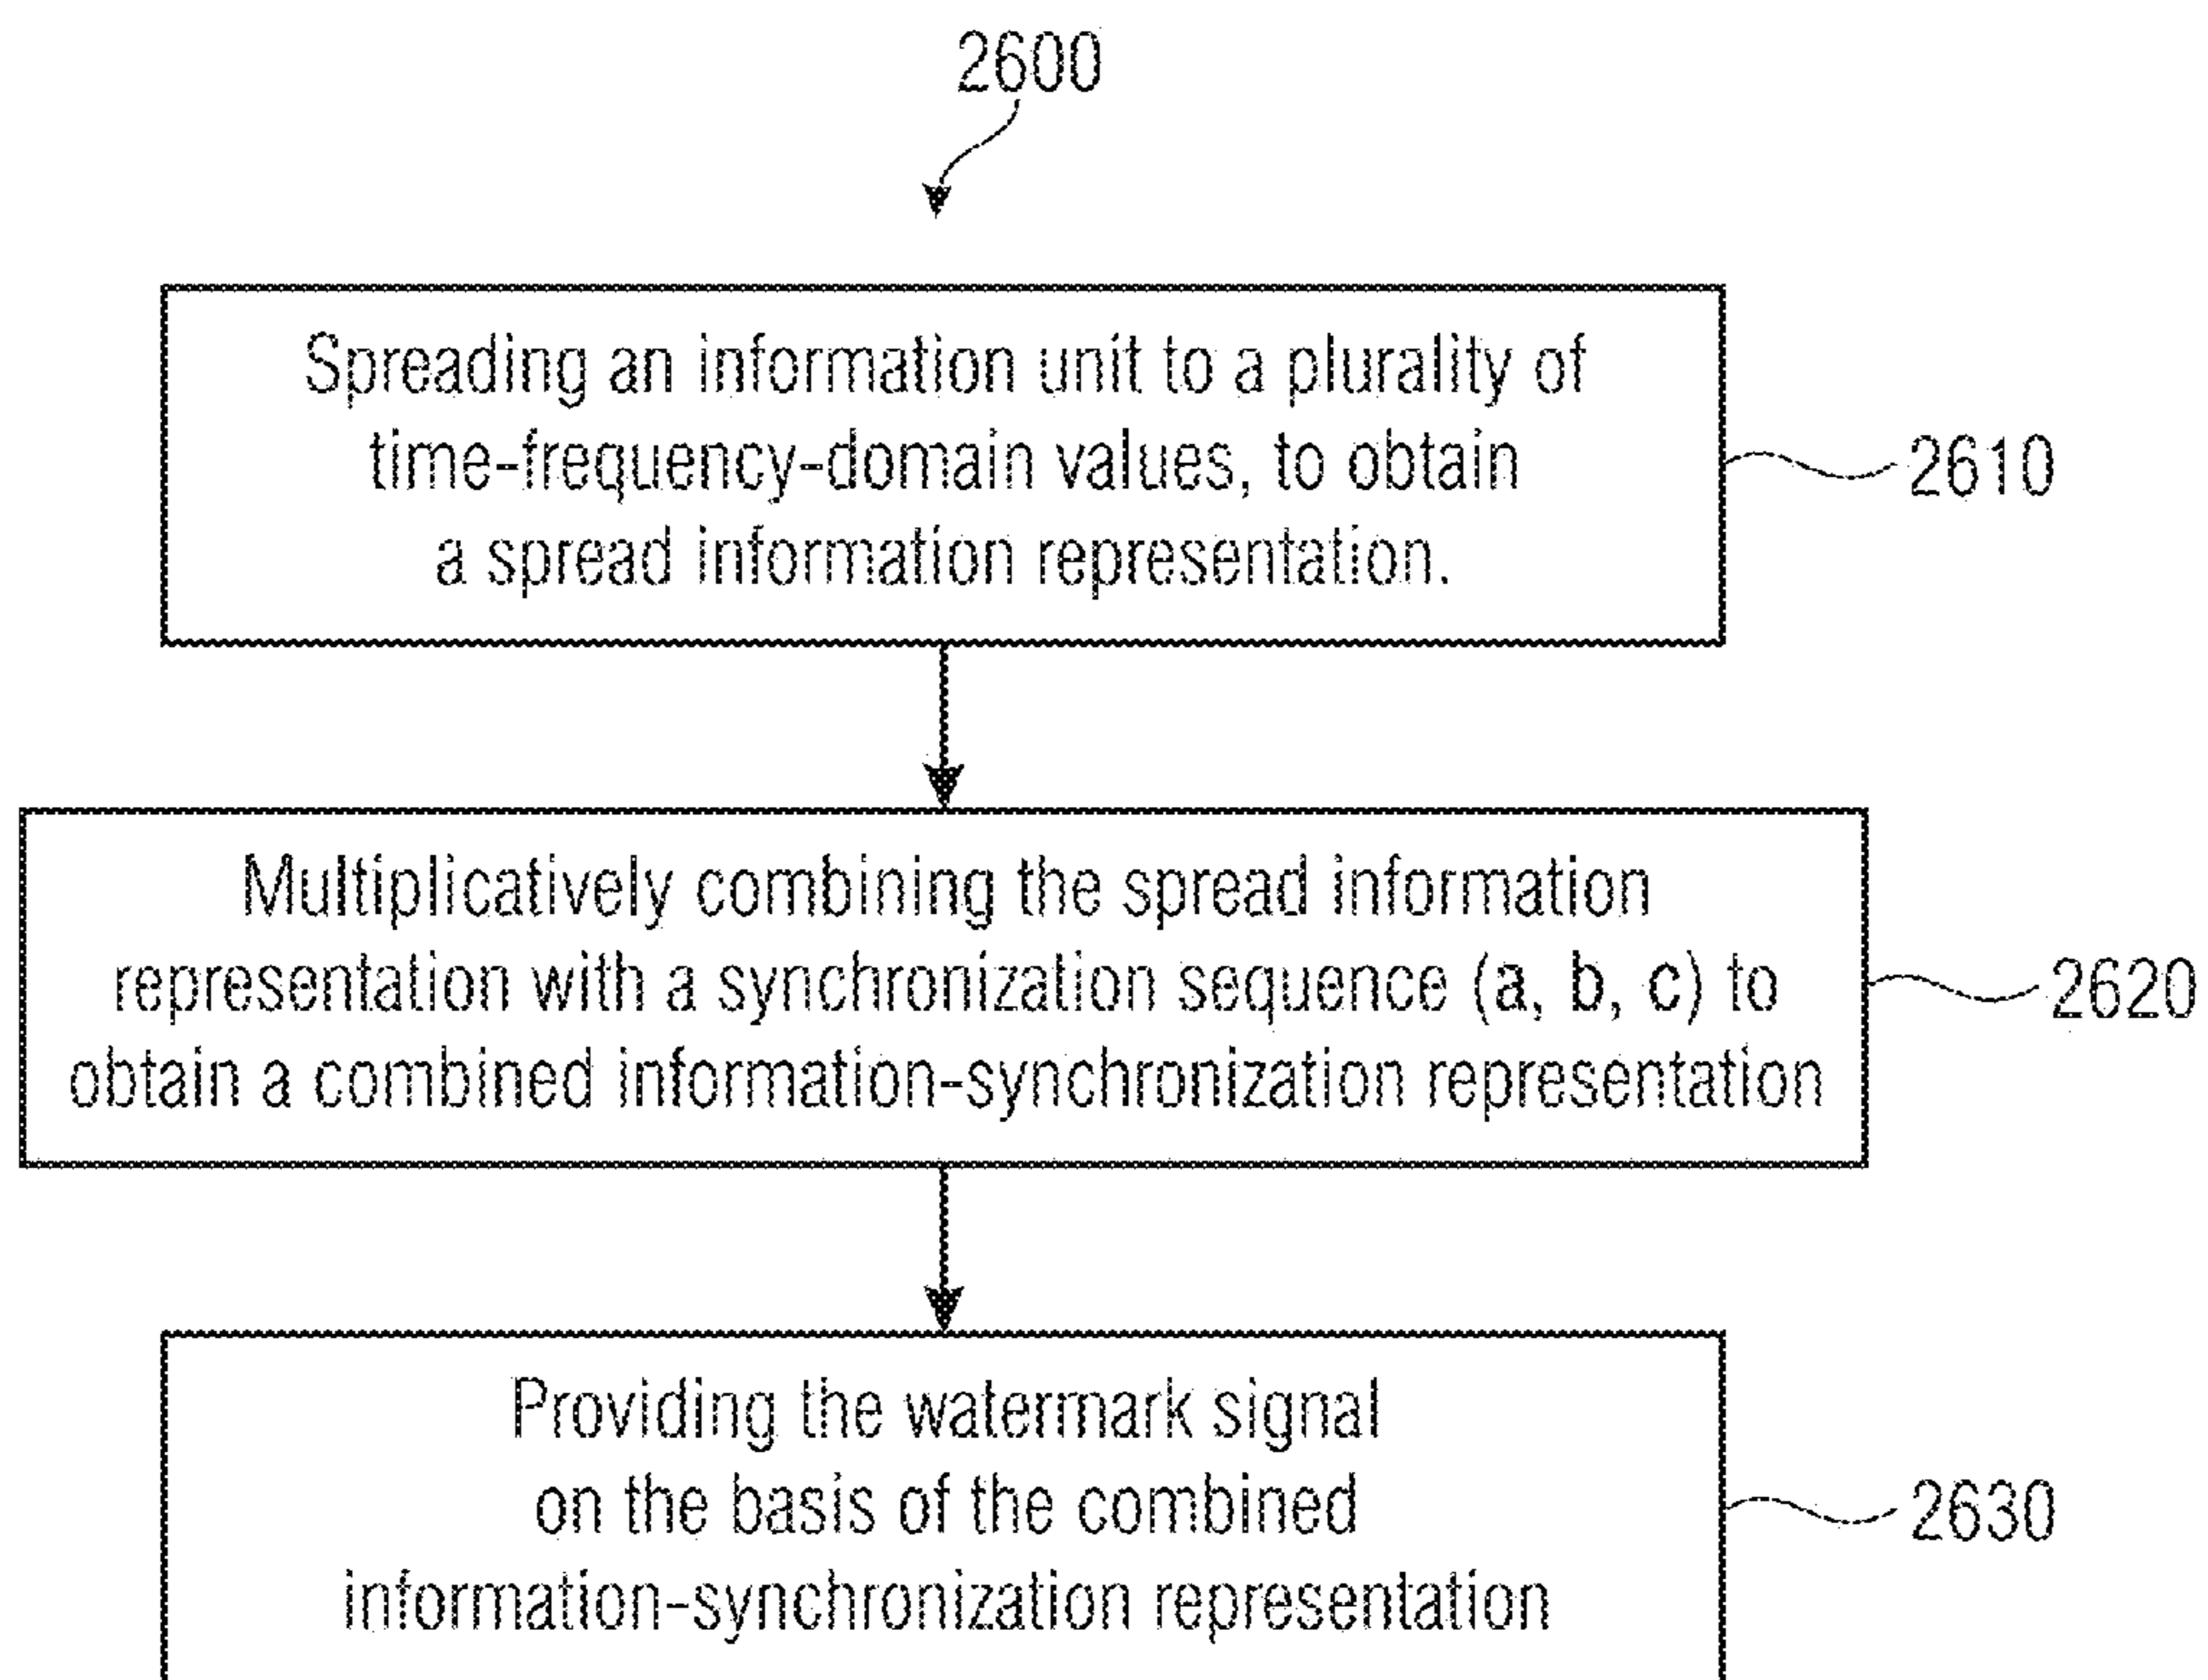 2600
Spreading an information unit to a plurality of
time-frequency-domain values, to obtain
a spread information representation.
2610
Multiplicatively combining the spread information
representation with a synchronization sequence (a, b, c) to
obtain a combined information-synchronization representation
2620
Providing the watermark signal
on the basis of the combined
information-synchronization representation
2630